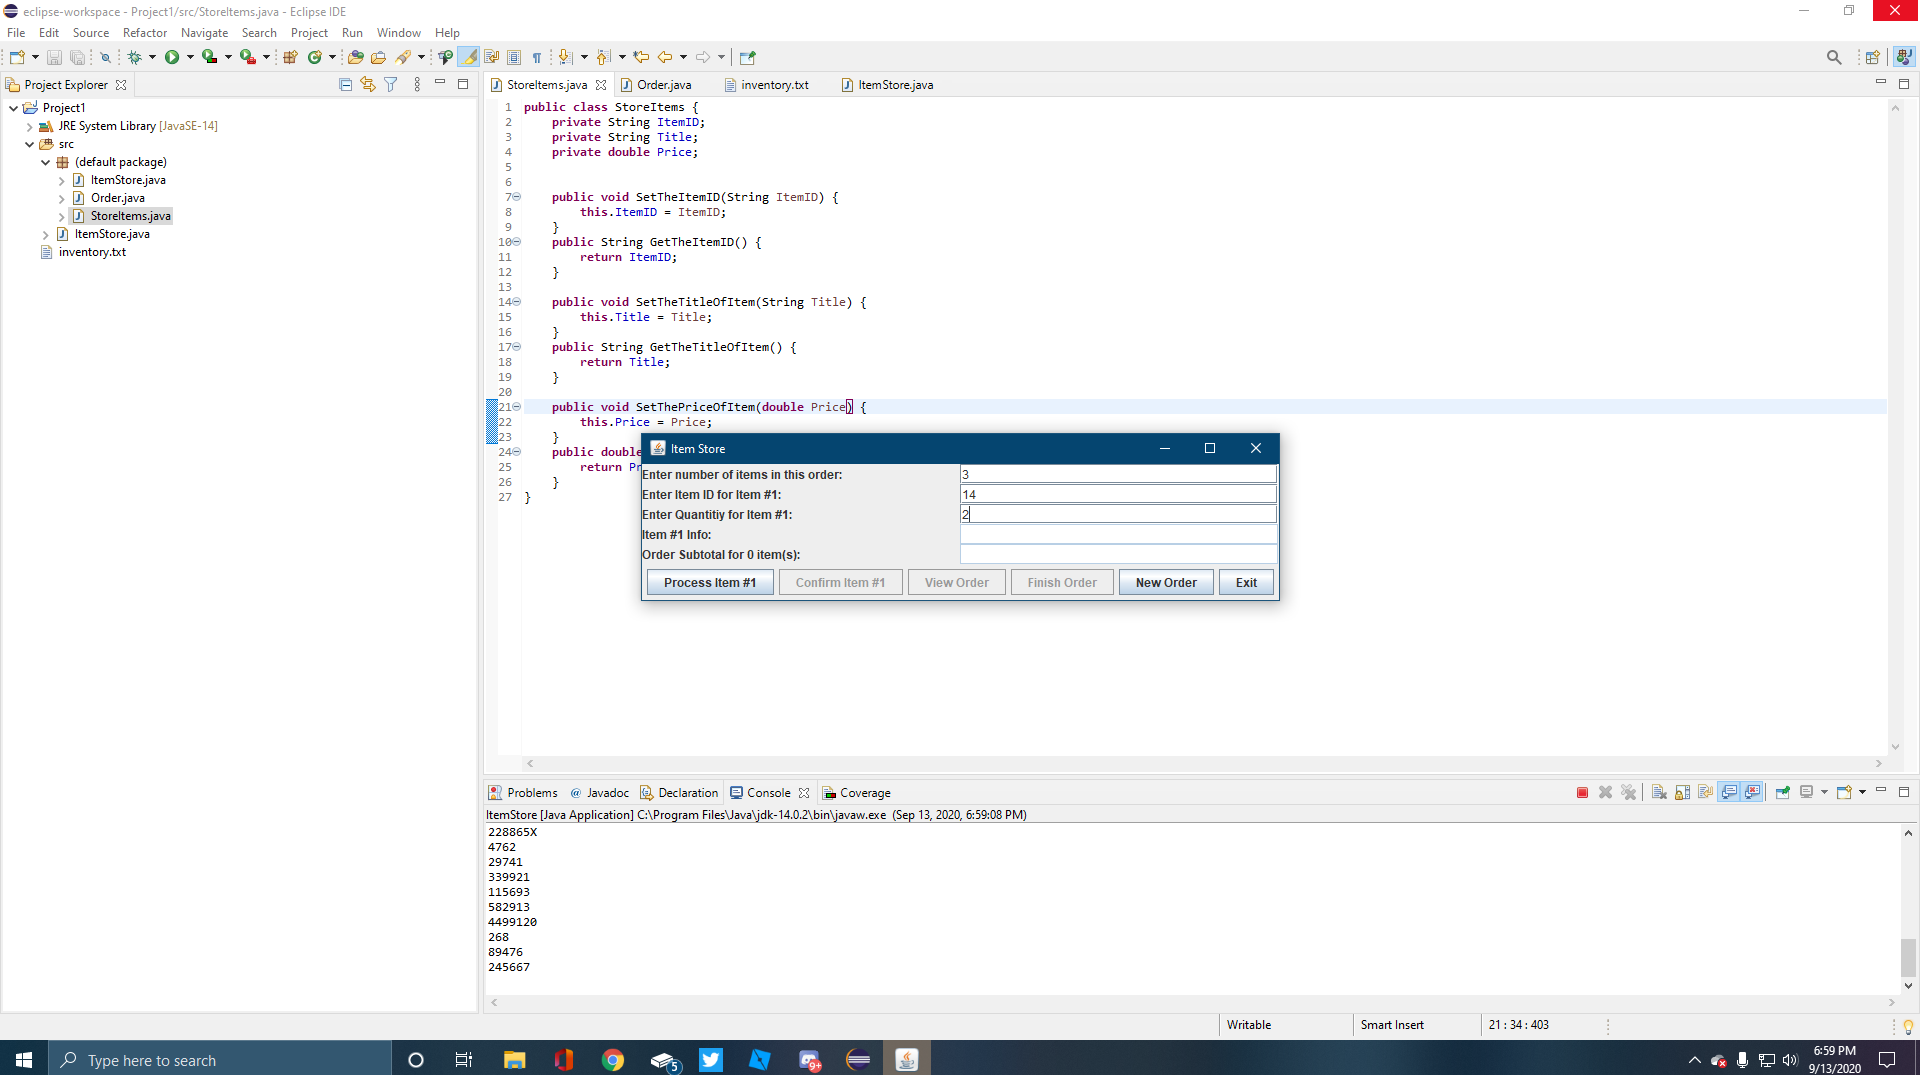 eclipse-workspace - Project1/src/StoreItems.java - Eclipse IDE
File Edit Source Refactor Navigate Search Project Run Window Help
Project Explorer
StoreItems.java Order.java inventory.txt ItemStore.java
Project1
JRE System Library [JavaSE-14]
src
(default package)
ItemStore.java
Order.java
StoreItems.java
ItemStore.java
inventory.txt
1 public class StoreItems {
2 private String ItemID;
3 private String Title;
4 private double Price;
5
6
7 public void SetTheItemID(String ItemID) {
8 this.ItemID = ItemID;
9 }
10 public String GetTheItemID() {
11 return ItemID;
12 }
13
14 public void SetTheTitleOfItem(String Title) {
15 this.Title = Title;
16 }
17 public String GetTheTitleOfItem() {
18 return Title;
19 }
20
21 public void SetThePriceOfItem(double Price) {
22 this.Price = Price;
23 }
24 public double
25 return Pr
26 }
27 }
Item Store
Enter number of items in this order: 3
Enter Item ID for Item #1: 14
Enter Quantitiy for Item #1: 2
Item #1 Info:
Order Subtotal for 0 item(s):
Process Item #1 Confirm Item #1 View Order Finish Order New Order Exit
Problems @ Javadoc Declaration Console Coverage
ItemStore [Java Application] C:\Program Files\Java\jdk-14.0.2\bin\javaw.exe (Sep 13, 2020, 6:59:08 PM)
228865X
4762
29741
339921
115693
582913
4499120
268
89476
245667
Writable Smart Insert 21 : 34 : 403
Type here to search
5
9+
6:59 PM
9/13/2020